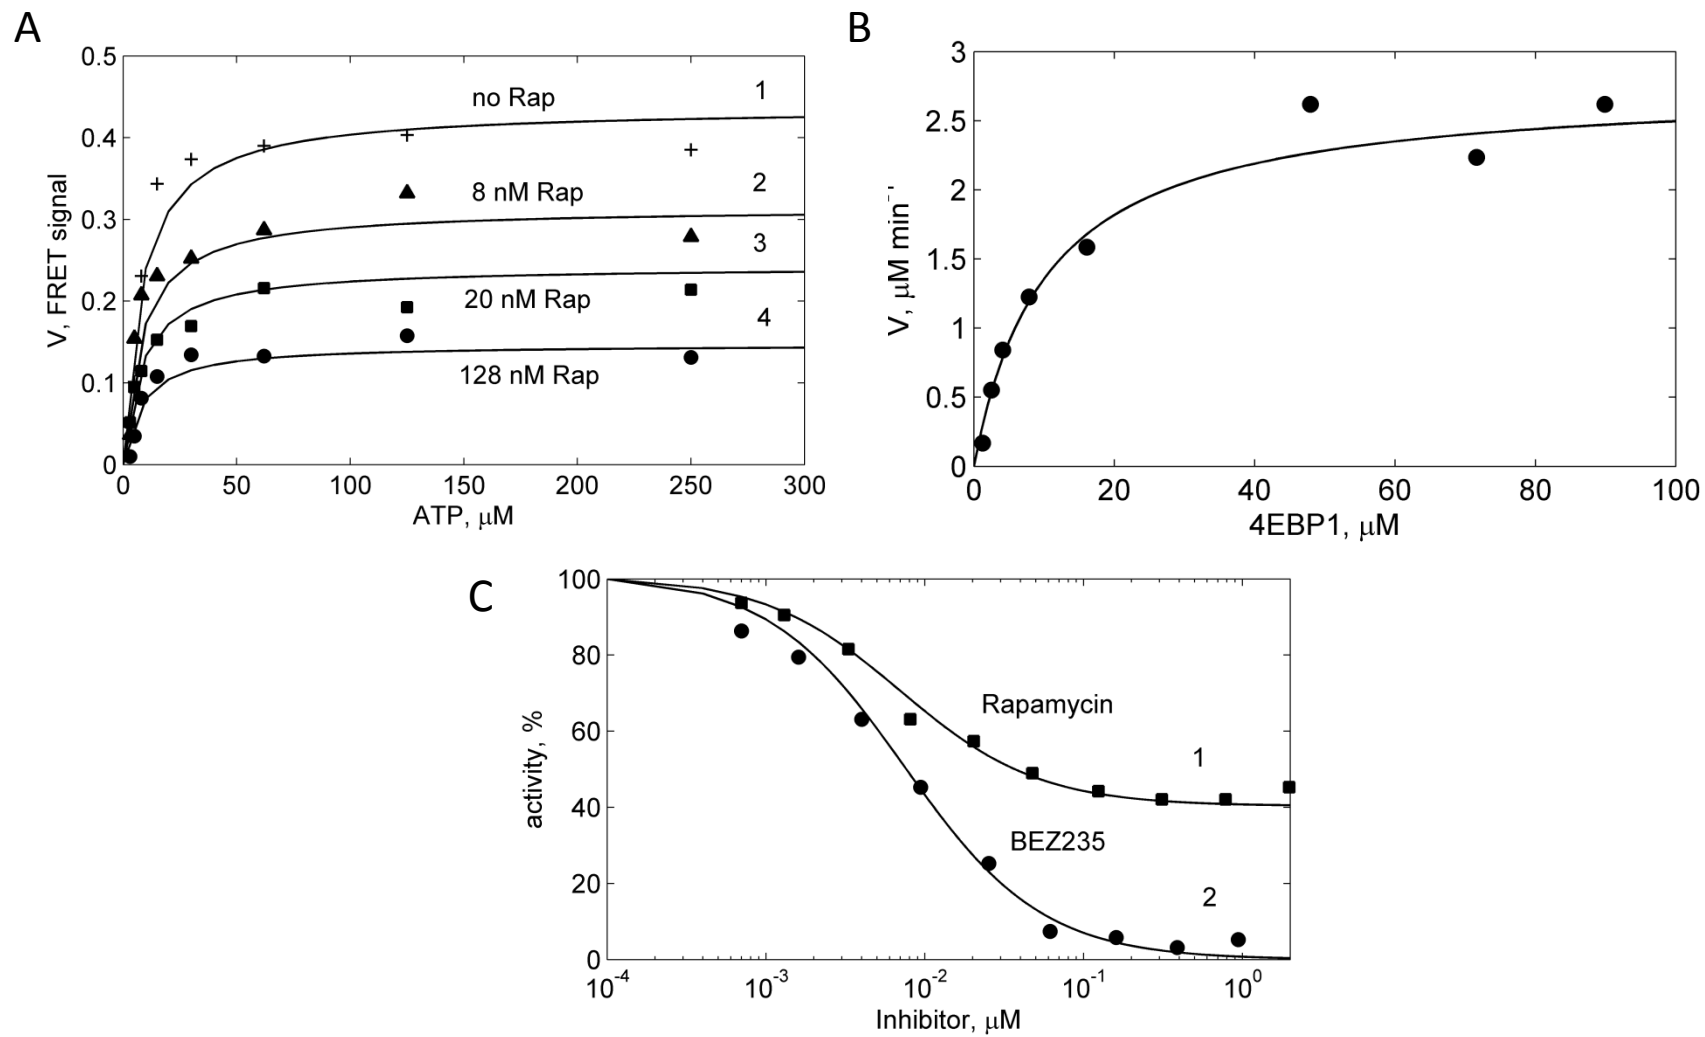 A
0.5
0.4
0.3
0.2
0.1
0
V, FRET signal
no Rap
1
8 nM Rap
2
20 nM Rap
3
128 nM Rap
4
0 50 100 150 200 250 300
ATP, μM
B
3
2.5
2
1.5
1
0.5
0
V, μM min⁻¹
0 20 40 60 80 100
4EBP1, μM
C
100
80
60
40
20
0
activity, %
Rapamycin
1
BEZ235
2
10⁻⁴ 10⁻³ 10⁻² 10⁻¹ 10⁰
Inhibitor, μM